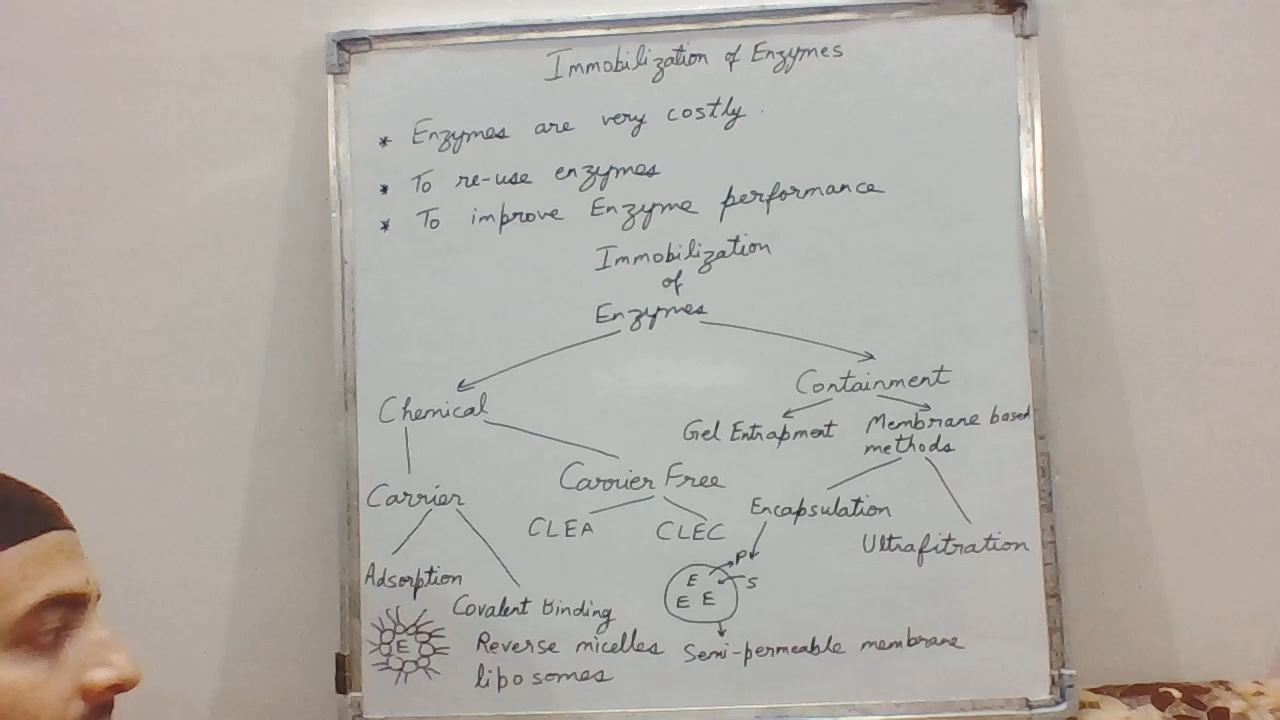 Immobilization of Enzymes
* Enzymes are very costly.
* To re-use enzymes
* To improve Enzyme performance
Immobilization
of
Enzymes
Chemical
Containment
Gel Entrapment
Membrane based
methods
Carrier
Carrier Free
CLEA
CLEC
Encapsulation
Ultrafitration
Adsorption
Covalent Binding
P
S
E
E E
E
Reverse micelles
liposomes
Semi-permeable membrane